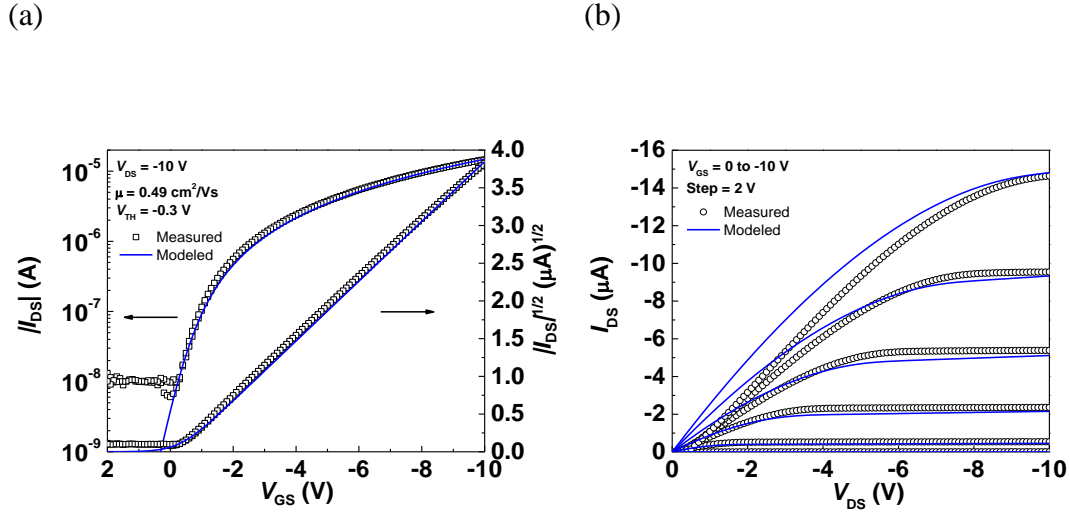 (a)
(b)
V_DS = -10 V
μ = 0.49 cm²/Vs
V_TH = -0.3 V
Measured
Modeled
10⁻⁵
10⁻⁶
10⁻⁷
10⁻⁸
10⁻⁹
|I_DS| (A)
2 0 -2 -4 -6 -8 -10
V_GS (V)
4.0
3.5
3.0
2.5
2.0
1.5
1.0
0.5
0.0
|I_DS|^1/2 (μA)^1/2
V_GS = 0 to -10 V
Step = 2 V
Measured
Modeled
-16
-14
-12
-10
-8
-6
-4
-2
0
I_DS (μA)
0 -2 -4 -6 -8 -10
V_DS (V)